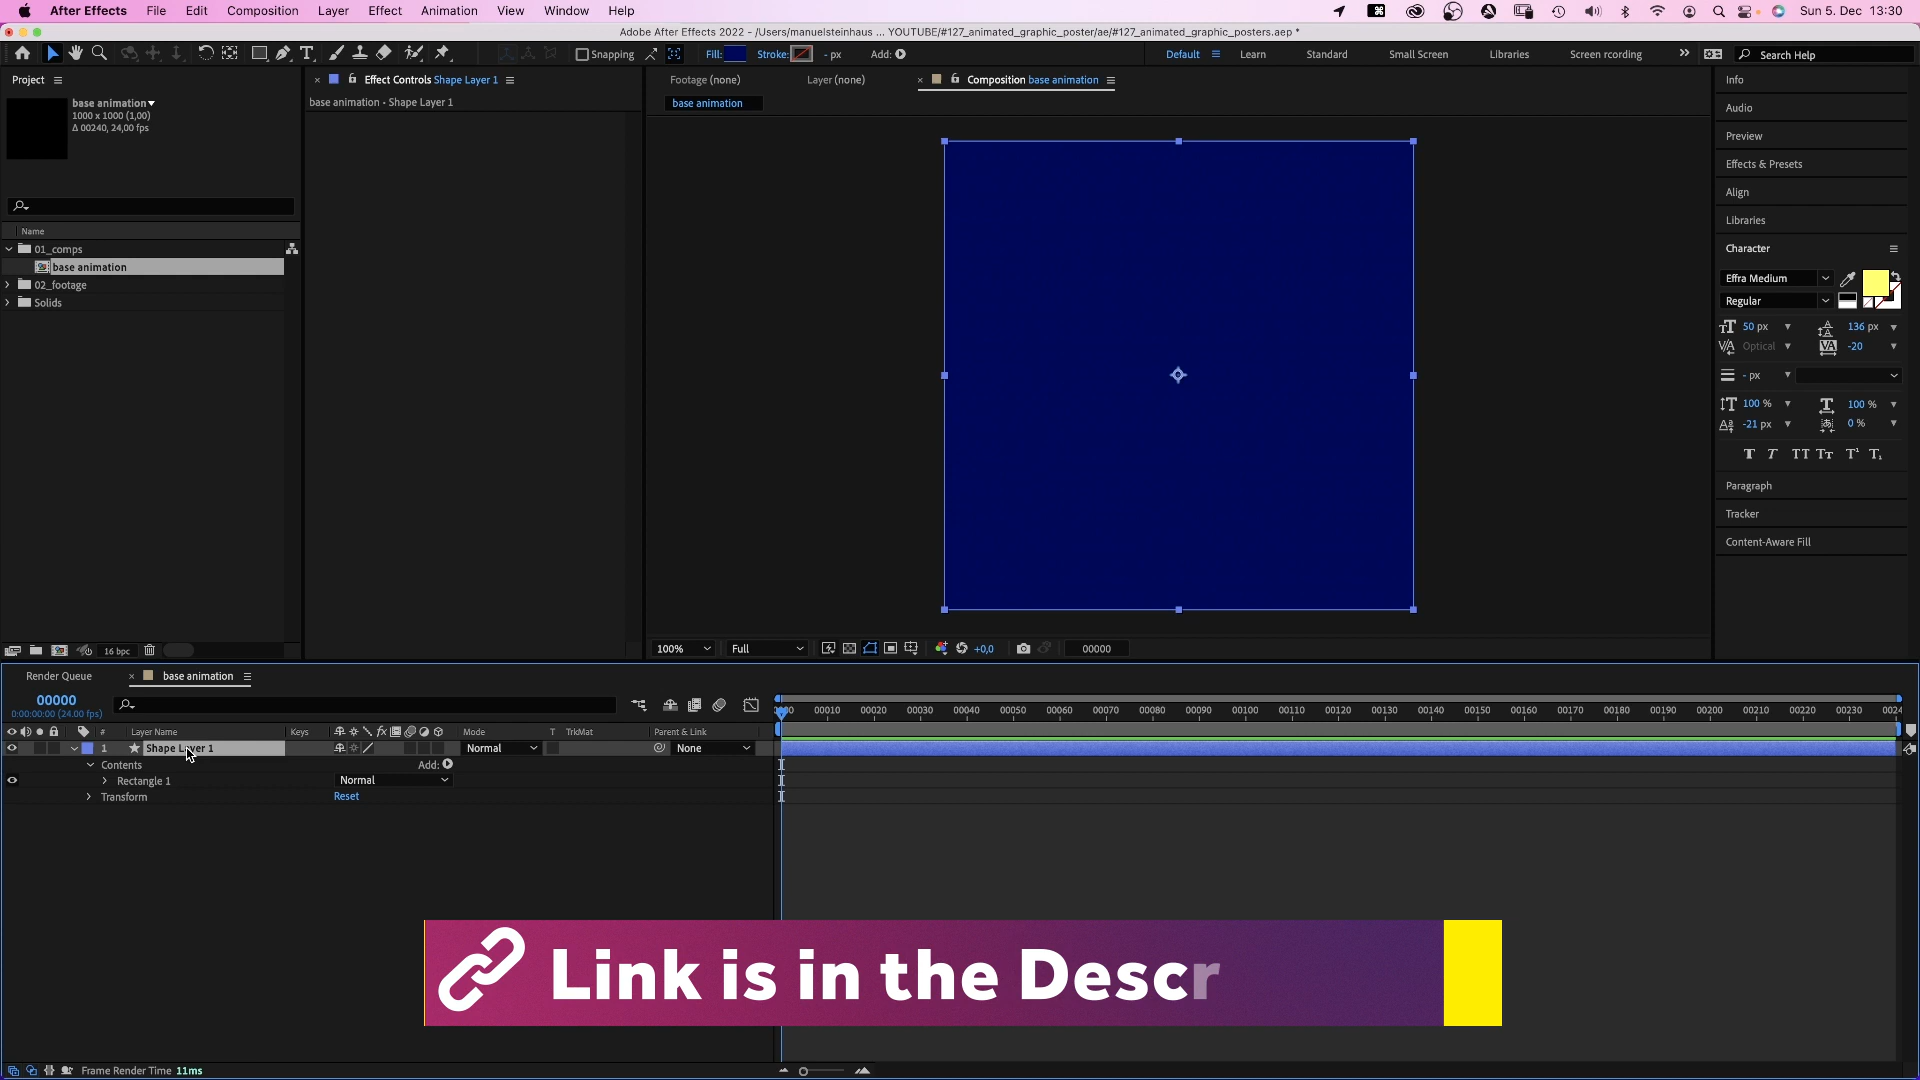 After Effects File Edit Composition Layer Effect Animation View Window Help Sun 5. Dec 13:30
Adobe After Effects 2022 - /Users/manuelsteinhaus ... YOUTUBE/#127_animated_graphic_poster/ae/#127_animated_graphic_posters.aep *
Snapping Fill: Stroke: - px Add: Default Learn Standard Small Screen Libraries Screen rcording Search Help
Project Effect Controls Shape Layer 1 Footage (none) Layer (none) Composition base animation Info
base animation - Shape Layer 1 base animation
base animation
1000 x 1000 (1,00)
Δ 00240, 24,00 fps
Audio
Preview
Effects & Presets
Align
Libraries
Character
Name
01_comps
base animation
02_footage
Solids
Effra Medium
Regular
50 px 136 px
Optical -20
- px
100 % 100 %
-21 px 0 %
Paragraph
Tracker
Content-Aware Fill
16 bpc 100% Full +0,0 00000
Render Queue base animation
00000
0:00:00:00 (24.00 fps)
00010 00020 00030 00040 00050 00060 00070 00080 00090 00100 00110 00120 00130 00140 00150 00160 00170 00180 00190 00200 00210 00220 00230 0024
# Layer Name Keys Mode T TrkMat Parent & Link
1 Shape Layer 1 Normal None
Contents Add:
Rectangle 1 Normal
Transform Reset
Link is in the Descr
Frame Render Time 11ms